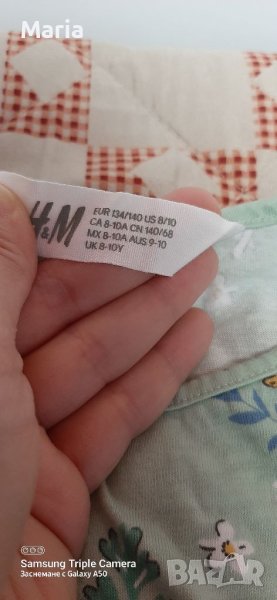 Maria
H&M
EUR 134/140 US 8/10
CA 8-10A CN 140/68
MX 8-10A AUS 9-10
UK 8-10Y
Samsung Triple Camera
Заснемане с Galaxy A50
BAZAR